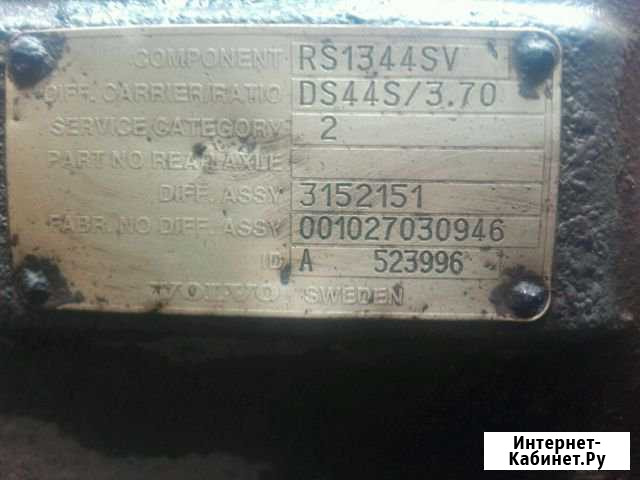 COMPONENT RS1344SV
DIFF. CARRIER/RATIO DS44S/3.70
SERVICE CATEGORY 2
PART NO REAR AXLE
DIFF. ASSY 3152151
FABR. NO DIFF. ASSY 001027030946
ID A 523996
VOLVO SWEDEN
Интернет-
Кабинет.Ру